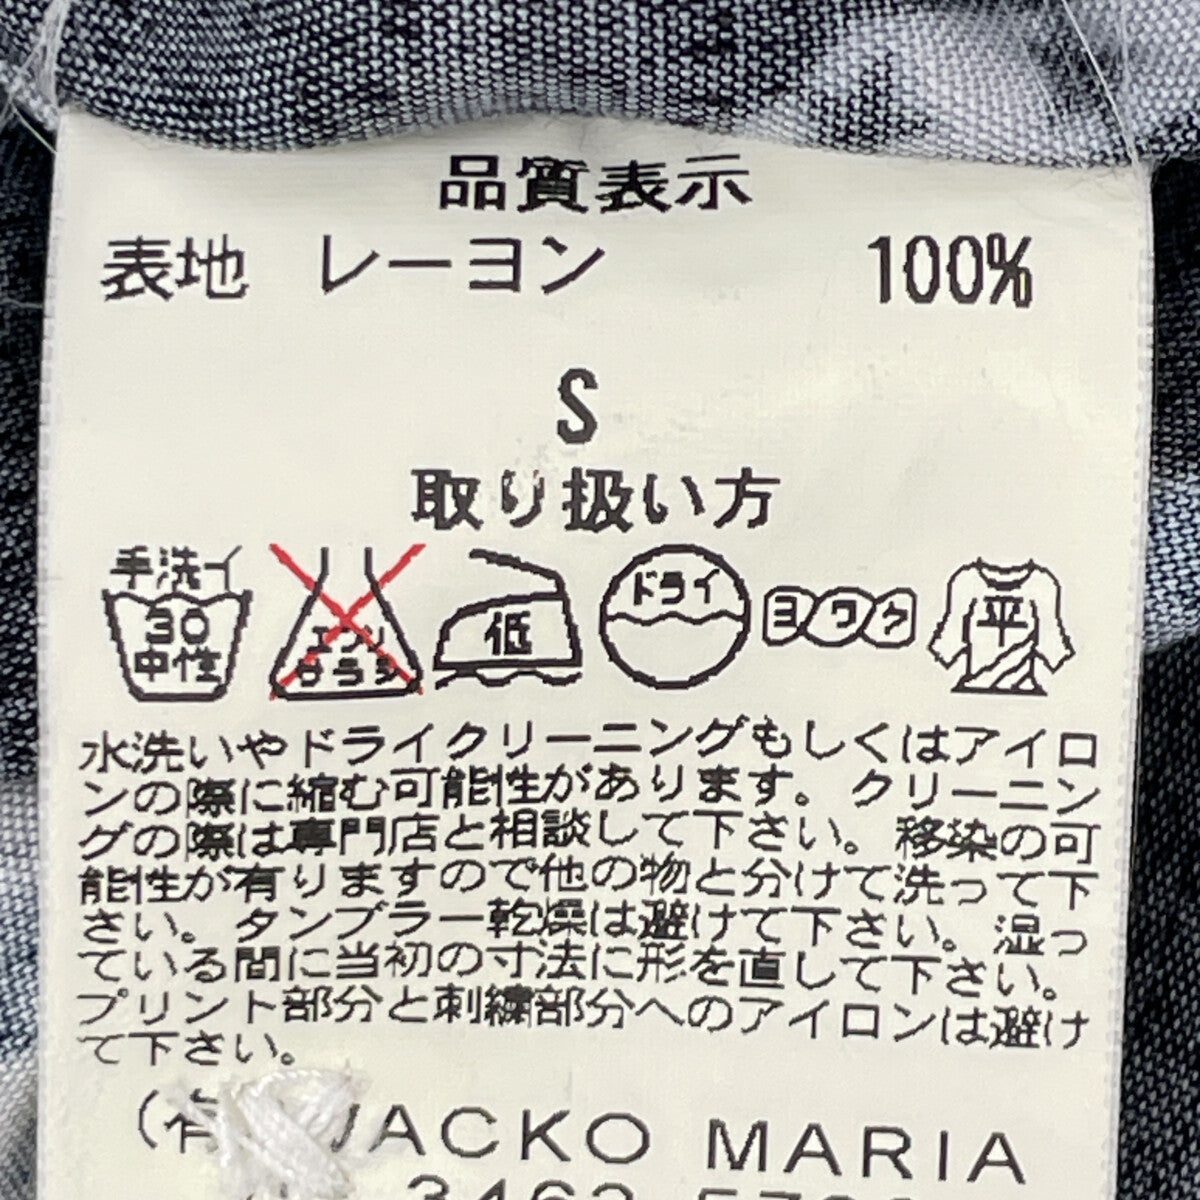 品質表示
表地 レーヨン 100%
S
取り扱い方
手洗イ
30
中性
エンソ
サラシ
低
ドライ
ヨワク
平
水洗いやドライクリーニングもしくはアイロ
ンの際に縮む可能性があります。クリーニン
グの際は専門店と相談して下さい。移染の可
能性が有りますので他の物と分けて洗って下
さい。タンブラー乾燥は避けて下さい。湿っ
ている間に当初の寸法に形を直して下さい。
プリント部分と刺繍部分へのアイロンは避け
て下さい。
(有 WACKO MARIA